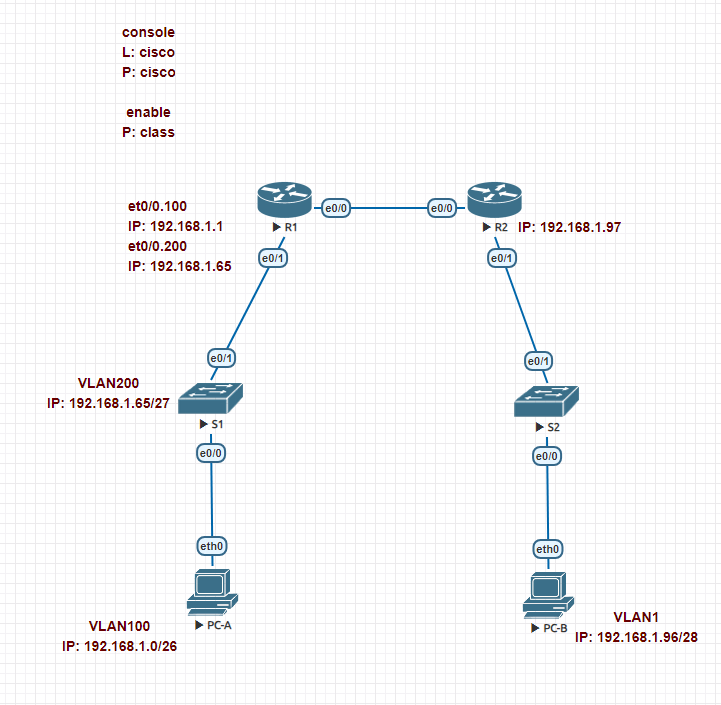 console
L: cisco
P: cisco
enable
P: class
et0/0.100
IP: 192.168.1.1
et0/0.200
IP: 192.168.1.65
e0/0
e0/0
R1
R2
IP: 192.168.1.97
e0/1
e0/1
e0/1
e0/1
VLAN200
IP: 192.168.1.65/27
S1
S2
e0/0
e0/0
eth0
eth0
PC-A
PC-B
VLAN100
IP: 192.168.1.0/26
VLAN1
IP: 192.168.1.96/28